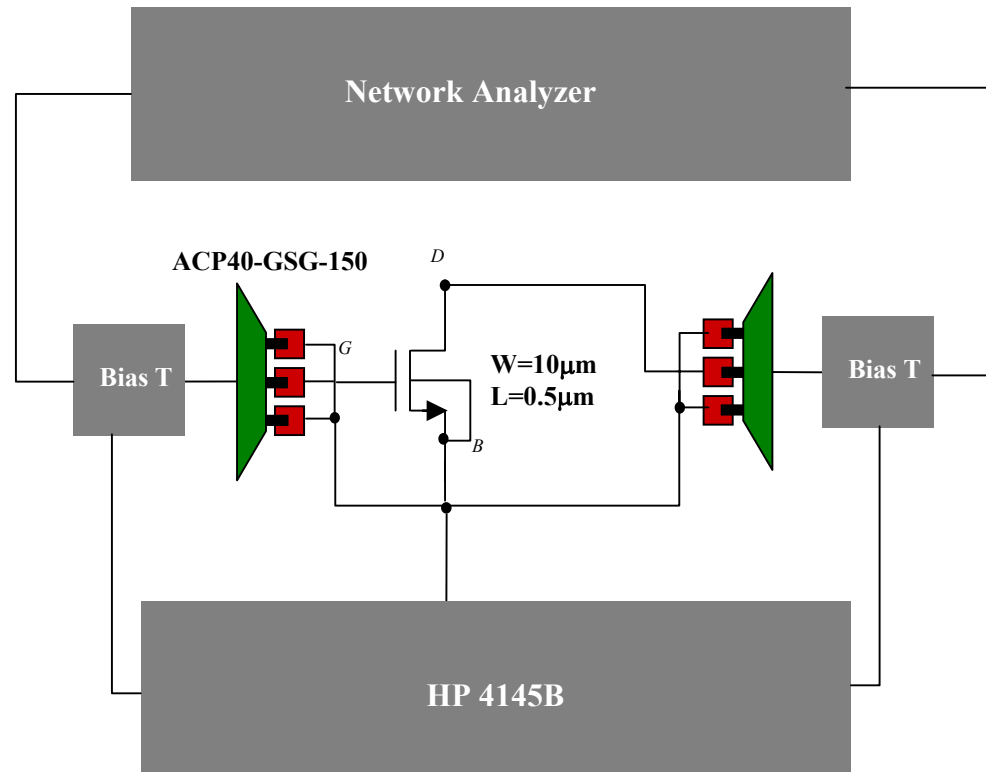 Network Analyzer
ACP40-GSG-150
D
G
Bias T
W=10μm
L=0.5μm
Bias T
B
HP 4145B